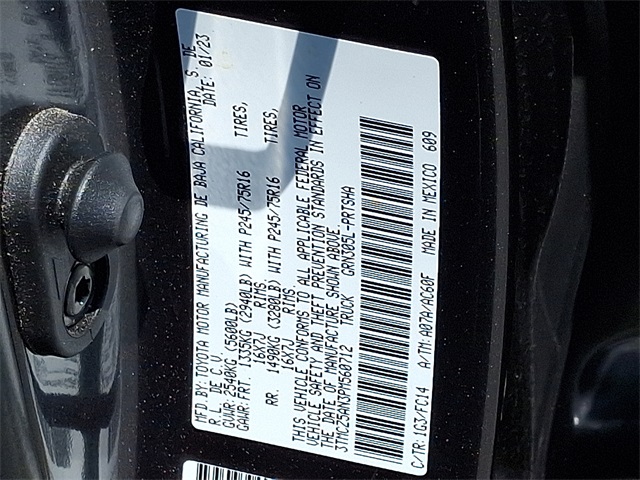 MFD. BY: TOYOTA MOTOR MANUFACTURING DE BAJA CALIFORNIA, S. DE
R. L. DE C.V. DATE: 01/23
GVWR: 2540KG (5600LB)
GAWR: FRT. 1335KG (2940LB) WITH P245/75R16 TIRES,
16X7J RIMS.
RR. 1490KG (3280LB) WITH P245/75R16 TIRES,
16X7J RIMS.
THIS VEHICLE CONFORMS TO ALL APPLICABLE FEDERAL MOTOR
VEHICLE SAFETY AND THEFT PREVENTION STANDARDS IN EFFECT ON
THE DATE OF MANUFACTURE SHOWN ABOVE.
3TMCZ5AN3PM560712 TRUCK GRN305L-PRTSHA
C/TR: 1G3/FC14 A/TM: A07A/AC60F MADE IN MEXICO 609